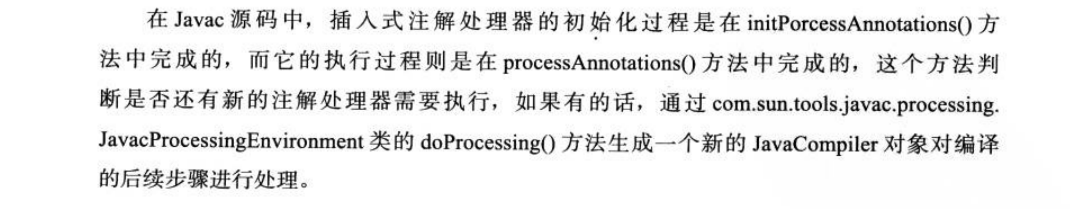 在 Javac 源码中，插入式注解处理器的初始化过程是在 initPorcessAnnotations() 方
法中完成的，而它的执行过程则是在 processAnnotations() 方法中完成的，这个方法判
断是否还有新的注解处理器需要执行，如果有的话，通过 com.sun.tools.javac.processing.
JavacProcessingEnvironment 类的 doProcessing() 方法生成一个新的 JavaCompiler 对象对编译
的后续步骤进行处理。